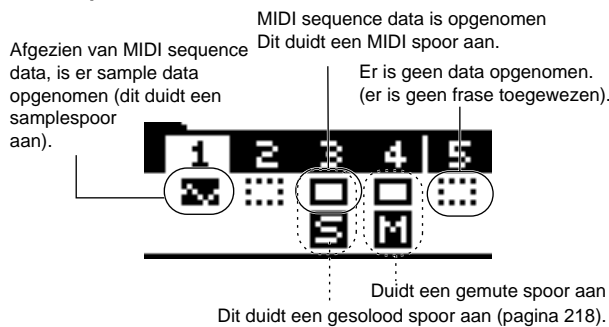 MIDI sequence data is opgenomen
Dit duidt een MIDI spoor aan.
Afgezien van MIDI sequence
data, is er sample data
opgenomen (dit duidt een
samplespoor
aan).
Er is geen data opgenomen.
(er is geen frase toegewezen).
1 2 3 4 5
S M
Duidt een gemute spoor aan
Dit duidt een gesolood spoor aan (pagina 218).